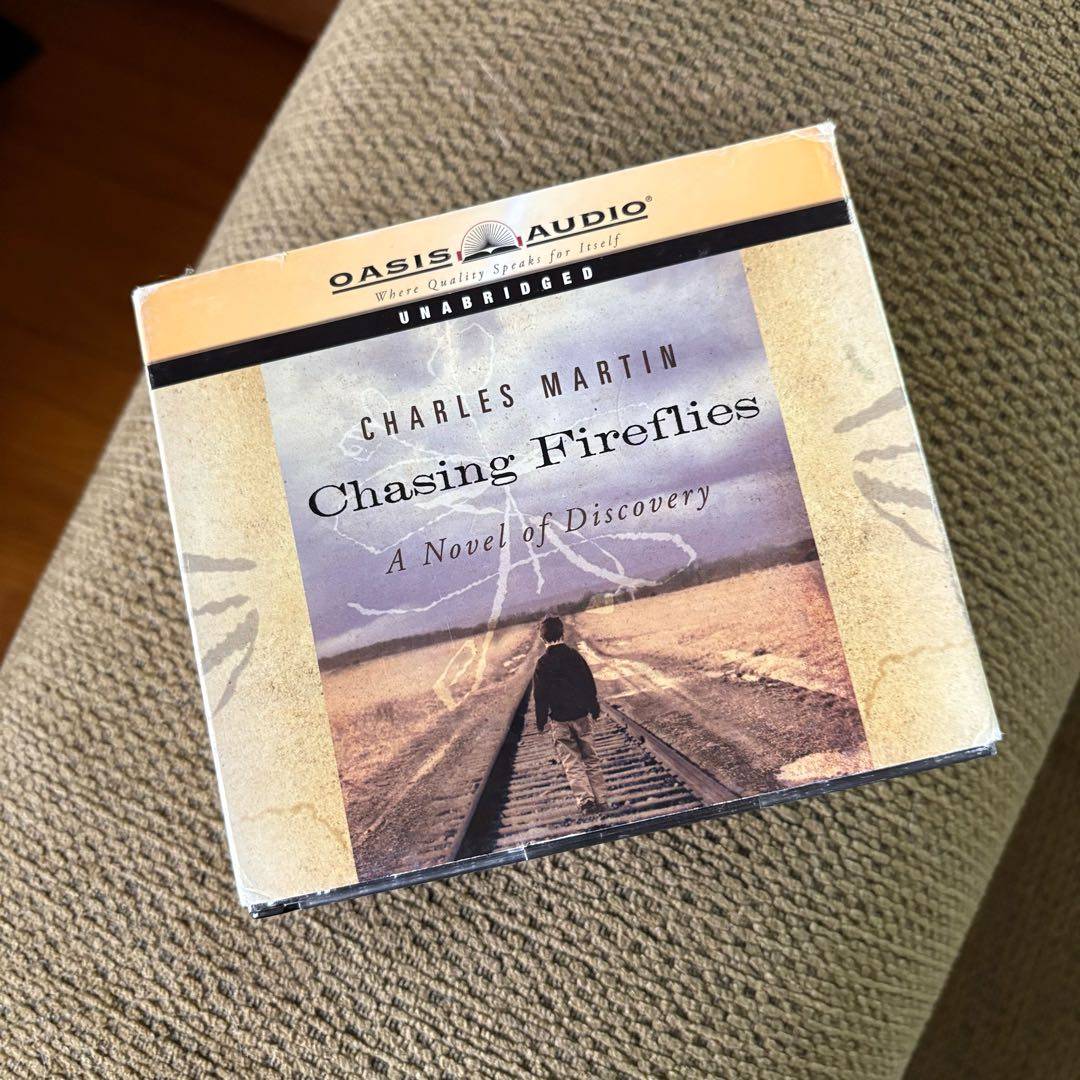 OASIS AUDIO®
Where Quality Speaks for Itself
UNABRIDGED
CHARLES MARTIN
Chasing Fireflies
A Novel of Discovery